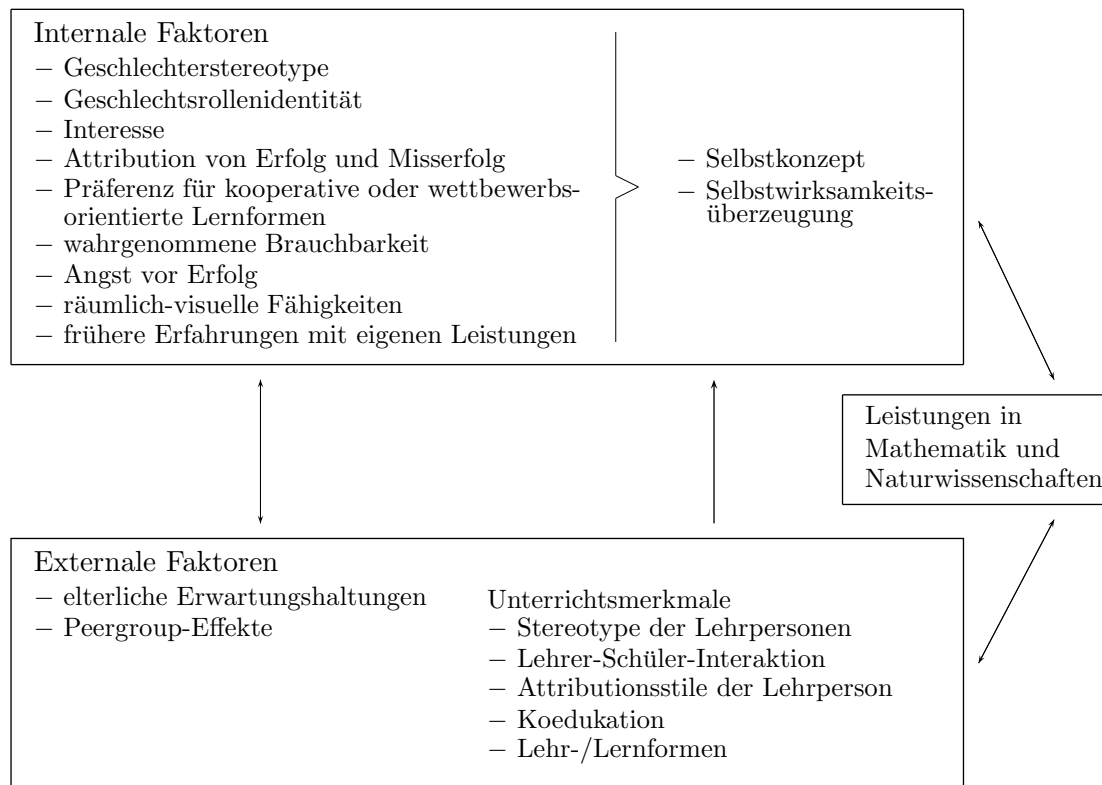 Internale Faktoren
– Geschlechterstereotype
– Geschlechtsrollenidentität
– Interesse
– Attribution von Erfolg und Misserfolg
– Präferenz für kooperative oder wettbewerbs-
orientierte Lernformen
– wahrgenommene Brauchbarkeit
– Angst vor Erfolg
– räumlich-visuelle Fähigkeiten
– frühere Erfahrungen mit eigenen Leistungen
– Selbstkonzept
– Selbstwirksamkeits-
überzeugung
Leistungen in
Mathematik und
Naturwissenschaften
Externale Faktoren
– elterliche Erwartungshaltungen
– Peergroup-Effekte
Unterrichtsmerkmale
– Stereotype der Lehrpersonen
– Lehrer-Schüler-Interaktion
– Attributionsstile der Lehrperson
– Koedukation
– Lehr-/Lernformen